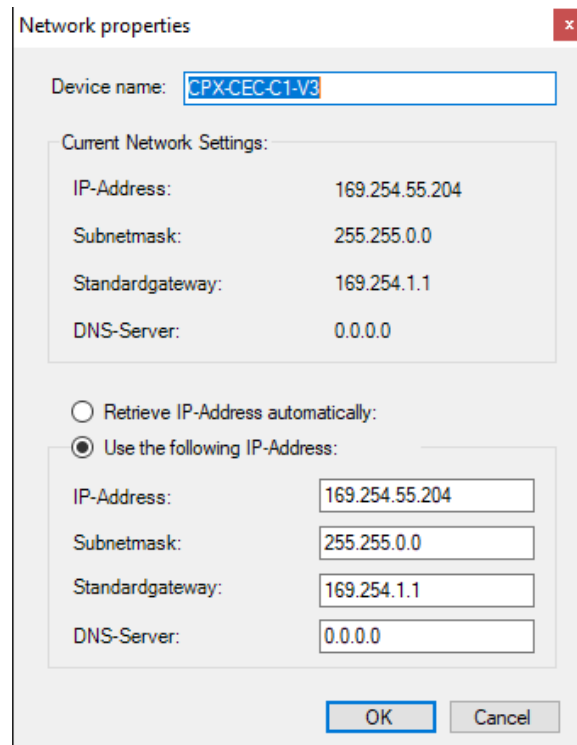 Network properties
x
Device name: CPX-CEC-C1-V3
Current Network Settings:
IP-Address: 169.254.55.204
Subnetmask: 255.255.0.0
Standardgateway: 169.254.1.1
DNS-Server: 0.0.0.0
Retrieve IP-Address automatically:
Use the following IP-Address:
IP-Address: 169.254.55.204
Subnetmask: 255.255.0.0
Standardgateway: 169.254.1.1
DNS-Server: 0.0.0.0
OK Cancel